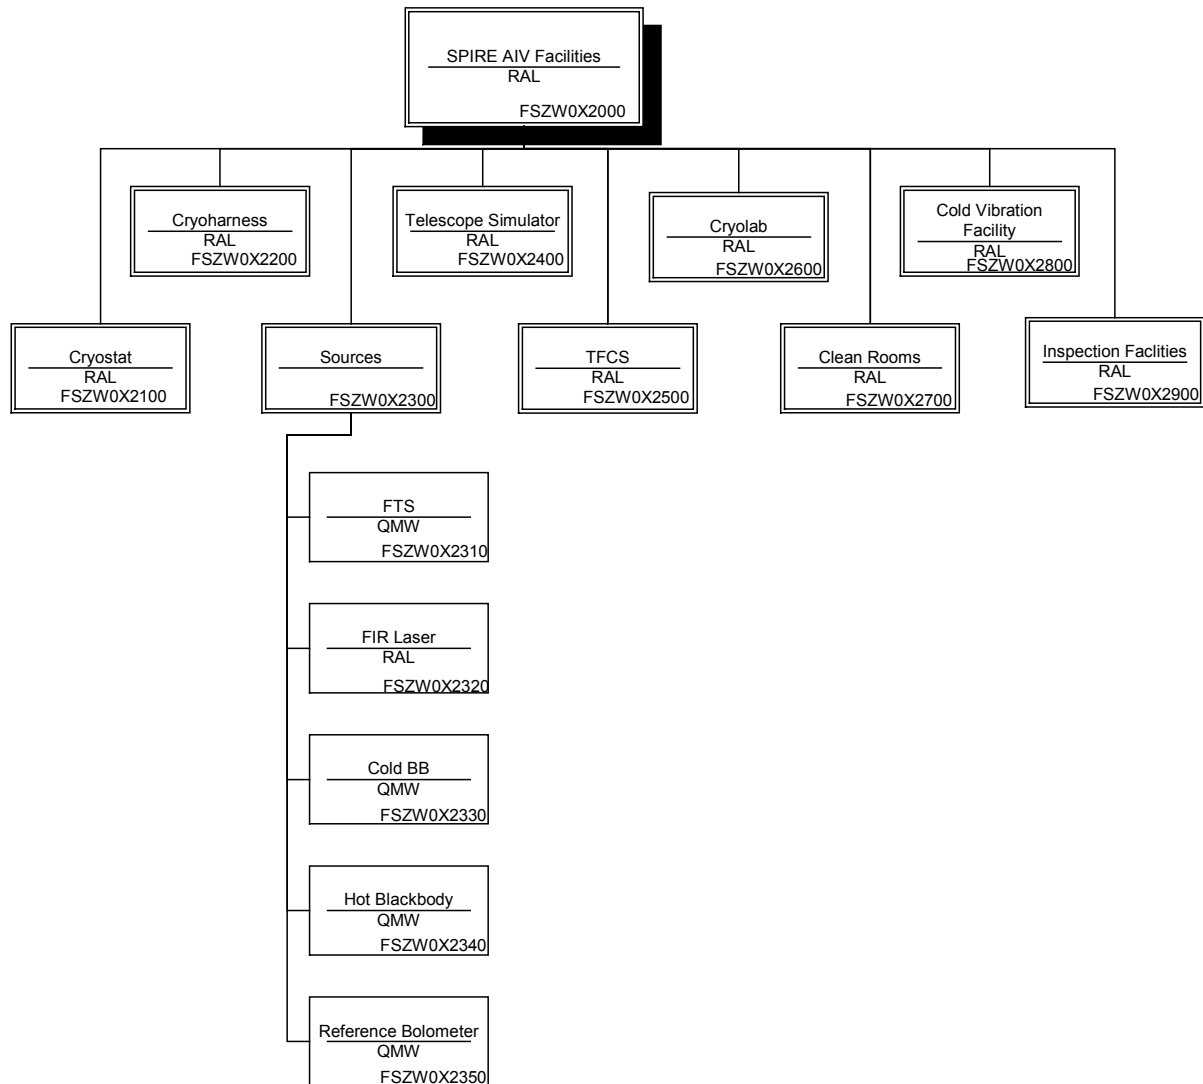 SPIRE AIV Facilities
RAL
FSZW0X2000
Cryoharness
RAL
FSZW0X2200
Telescope Simulator
RAL
FSZW0X2400
Cryolab
RAL
FSZW0X2600
Cold Vibration
Facility
RAL
FSZW0X2800
Cryostat
RAL
FSZW0X2100
Sources
FSZW0X2300
TFCS
RAL
FSZW0X2500
Clean Rooms
RAL
FSZW0X2700
Inspection Faclities
RAL
FSZW0X2900
FTS
QMW
FSZW0X2310
FIR Laser
RAL
FSZW0X2320
Cold BB
QMW
FSZW0X2330
Hot Blackbody
QMW
FSZW0X2340
Reference Bolometer
QMW
FSZW0X2350